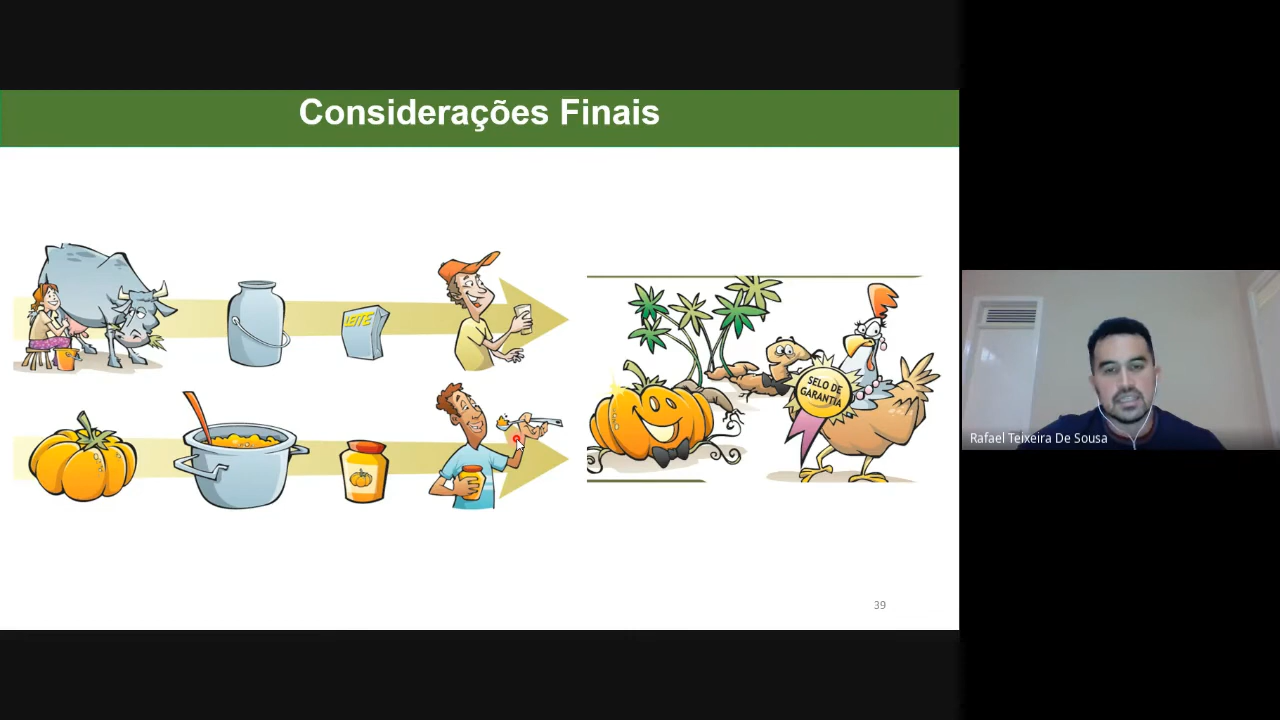 Considerações Finais
LEITE
SELO DE
GARANTIA
39
Rafael Teixeira De Sousa